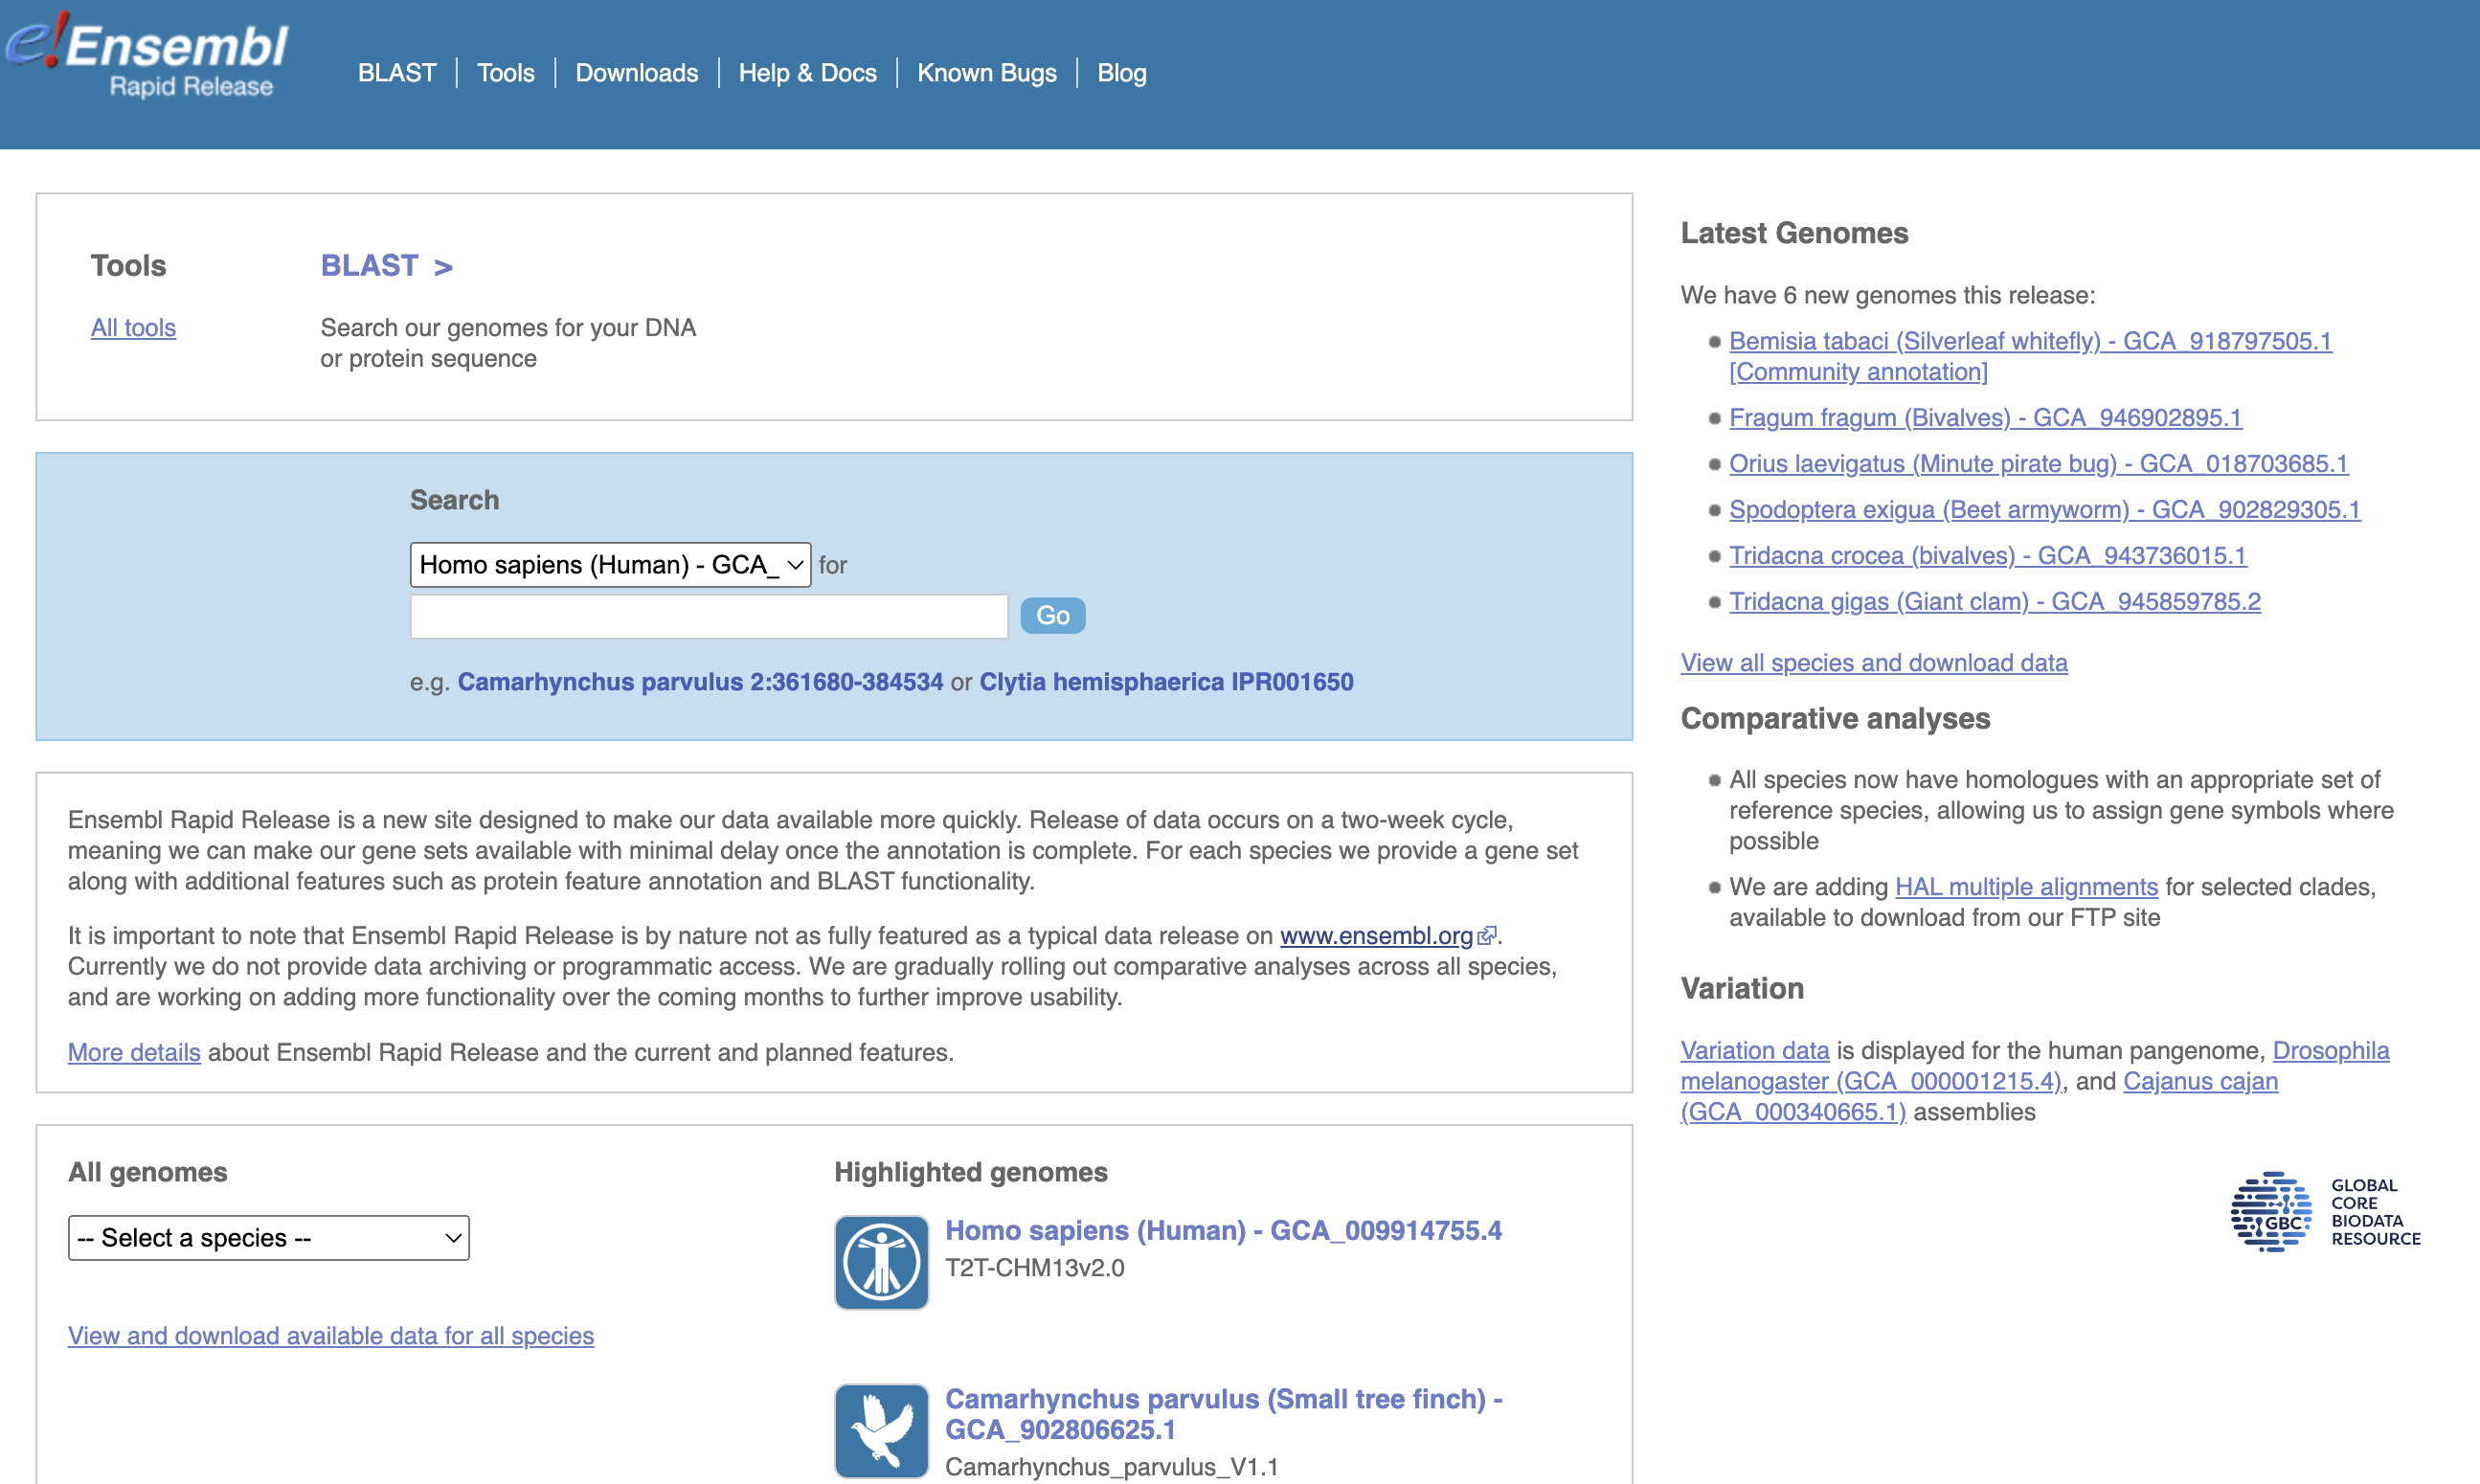 e!Ensembl
Rapid Release
BLAST
Tools
Downloads
Help & Docs
Known Bugs
Blog
Tools
All tools
BLAST >
Search our genomes for your DNA
or protein sequence
Search
Homo sapiens (Human) - GCA_
for
Go
e.g. Camarhynchus parvulus 2:361680-384534 or Clytia hemisphaerica IPR001650
Ensembl Rapid Release is a new site designed to make our data available more quickly. Release of data occurs on a two-week cycle,
meaning we can make our gene sets available with minimal delay once the annotation is complete. For each species we provide a gene set
along with additional features such as protein feature annotation and BLAST functionality.
It is important to note that Ensembl Rapid Release is by nature not as fully featured as a typical data release on www.ensembl.org.
Currently we do not provide data archiving or programmatic access. We are gradually rolling out comparative analyses across all species,
and are working on adding more functionality over the coming months to further improve usability.
More details about Ensembl Rapid Release and the current and planned features.
All genomes
-- Select a species --
View and download available data for all species
Highlighted genomes
Homo sapiens (Human) - GCA_009914755.4
T2T-CHM13v2.0
Camarhynchus parvulus (Small tree finch) -
GCA_902806625.1
Camarhynchus_parvulus_V1.1
Latest Genomes
We have 6 new genomes this release:
Bemisia tabaci (Silverleaf whitefly) - GCA_918797505.1
[Community annotation]
Fragum fragum (Bivalves) - GCA_946902895.1
Orius laevigatus (Minute pirate bug) - GCA_018703685.1
Spodoptera exigua (Beet armyworm) - GCA_902829305.1
Tridacna crocea (bivalves) - GCA_943736015.1
Tridacna gigas (Giant clam) - GCA_945859785.2
View all species and download data
Comparative analyses
All species now have homologues with an appropriate set of
reference species, allowing us to assign gene symbols where
possible
We are adding HAL multiple alignments for selected clades,
available to download from our FTP site
Variation
Variation data is displayed for the human pangenome, Drosophila
melanogaster (GCA_000001215.4), and Cajanus cajan
(GCA_000340665.1) assemblies
GBC
GLOBAL
CORE
BIODATA
RESOURCE